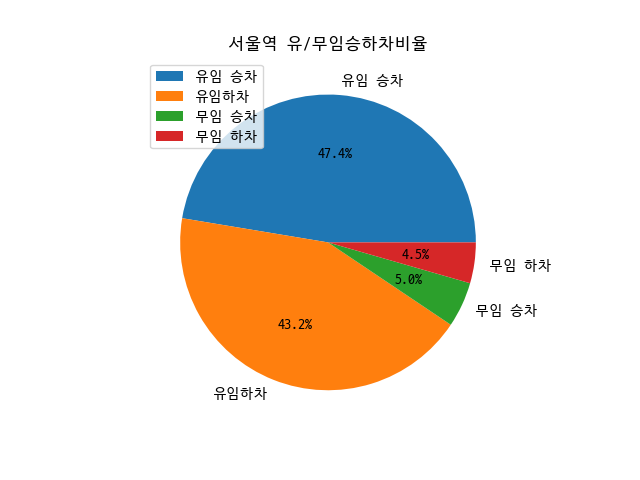 서울역 유/무임승하차비율
유임 승차
유임하차
무임 승차
무임 하차
유임 승차
47.4%
4.5%
무임 하차
5.0%
무임 승차
43.2%
유임하차